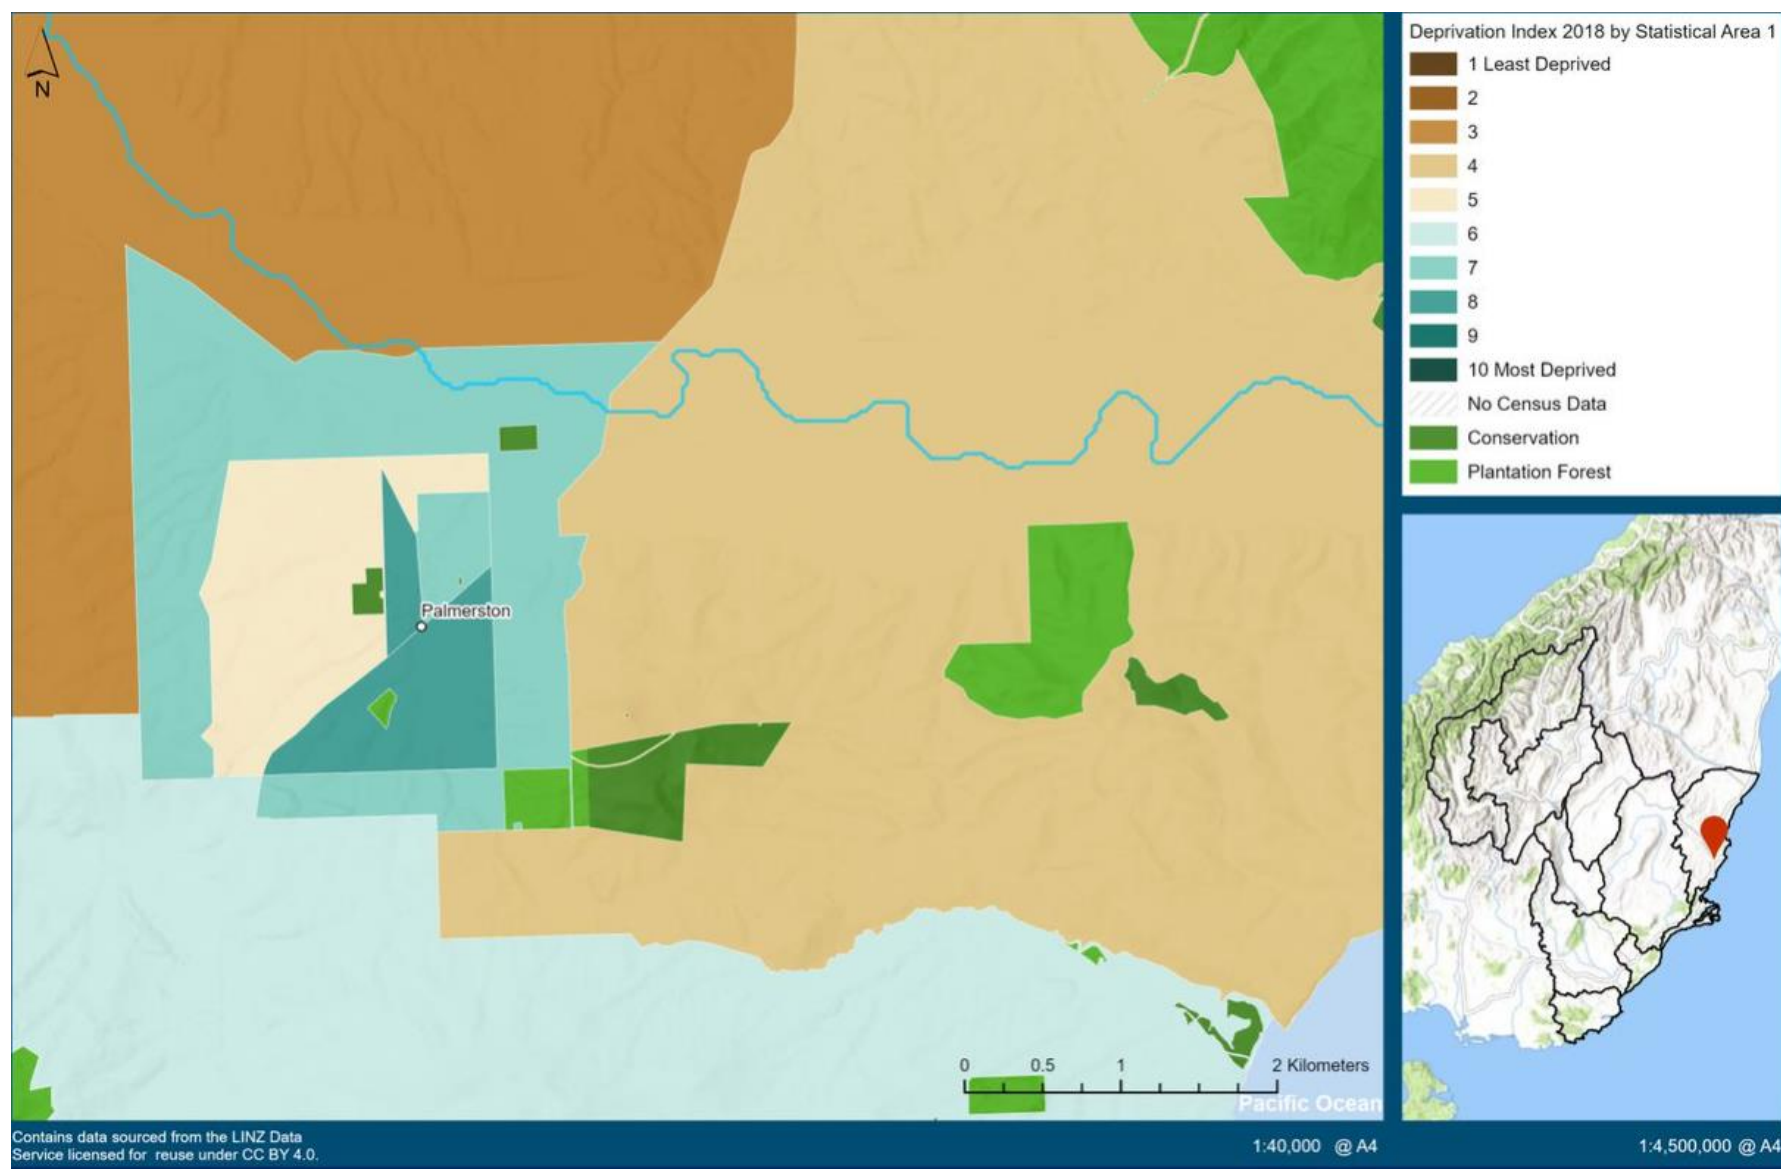 N
Palmerston
0 0.5 1 2 Kilometers
Pacific Ocean
Contains data sourced from the LINZ Data
Service licensed for reuse under CC BY 4.0.
1:40,000 @ A4
Deprivation Index 2018 by Statistical Area 1
1 Least Deprived
2
3
4
5
6
7
8
9
10 Most Deprived
No Census Data
Conservation
Plantation Forest
1:4,500,000 @ A4